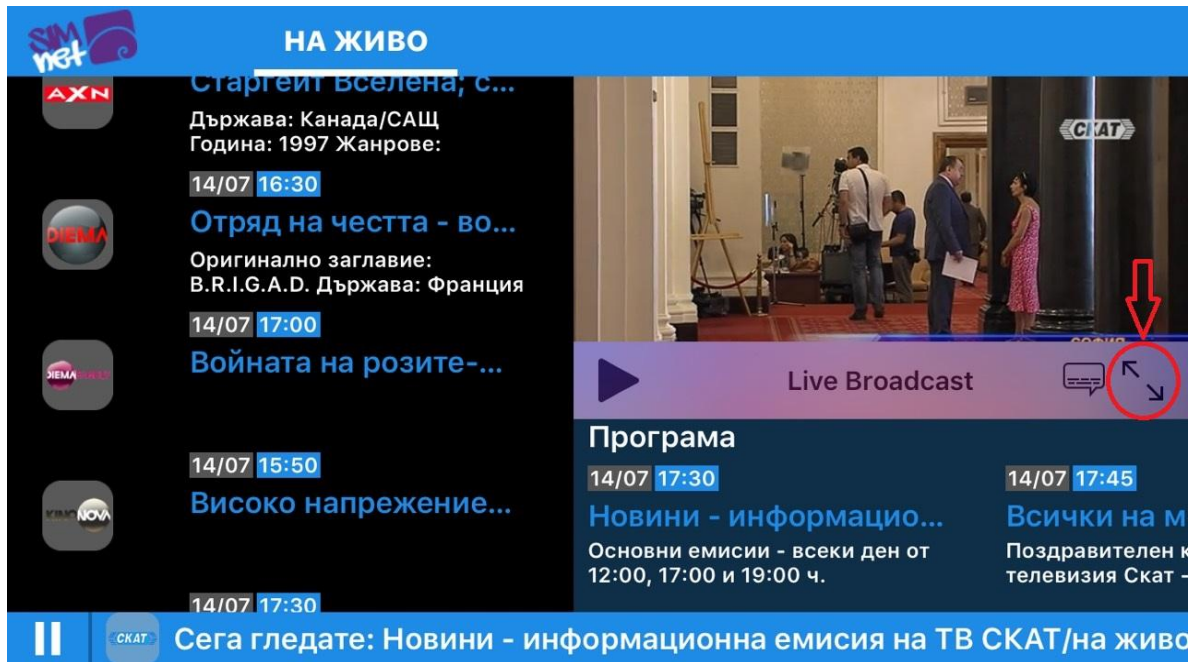 SIM
net
НА ЖИВО
AXN
Старгейт Вселена; с...
Държава: Канада/САЩ
Година: 1997 Жанрове:
14/07 16:30
DIEMA
Отряд на честта - во...
Оригинално заглавие:
B.R.I.G.A.D. Държава: Франция
14/07 17:00
DIEMA FAMILY
Войната на розите-...
14/07 15:50
KINO NOVA
Високо напрежение...
14/07 17:30
СКАТ
СОФИЯ
Live Broadcast
Програма
14/07 17:30
Новини - информацио...
Основни емисии - всеки ден от
12:00, 17:00 и 19:00 ч.
14/07 17:45
Всички на м
Поздравителен к
телевизия Скат -
СКАТ
Сега гледате: Новини - информационна емисия на ТВ СКАТ/на живо